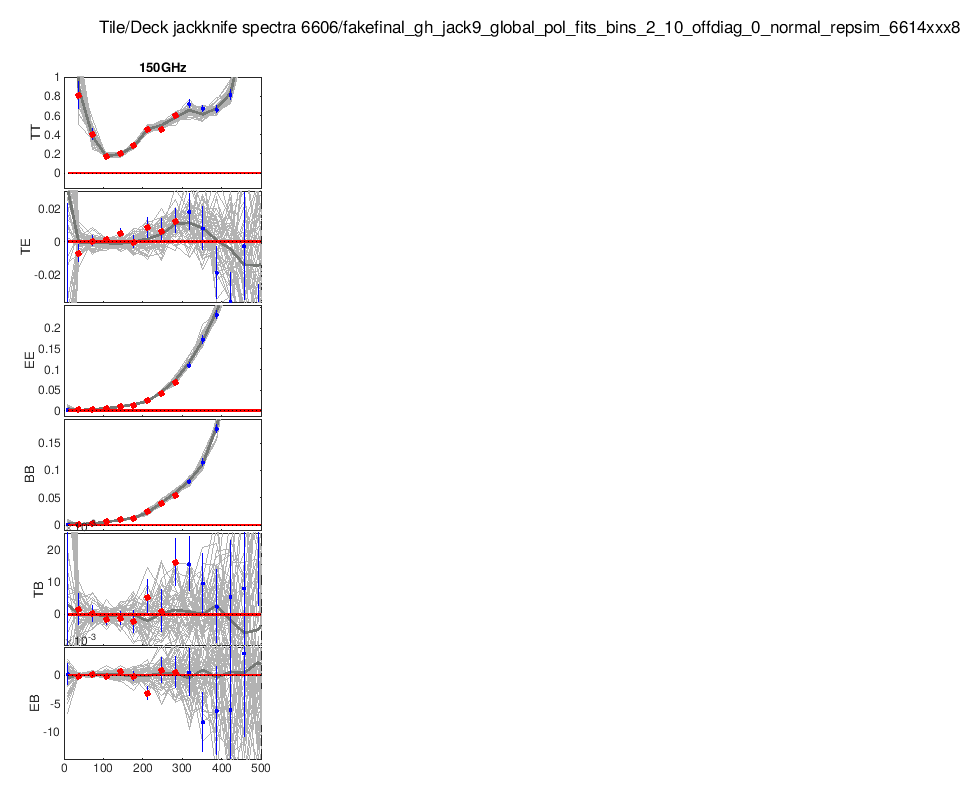 Tile/Deck jackknife spectra 6606/fakefinal_gh_jack9_global_pol_fits_bins_2_10_offdiag_0_normal_repsim_6614xxx8
150GHz
1
0.8
0.6
0.4
0.2
0
TT
0.02
0
-0.02
TE
0.2
0.15
0.1
0.05
0
EE
0.15
0.1
0.05
0
BB
20
10
0
TB
×10-3
0
-5
-10
EB
0 100 200 300 400 500